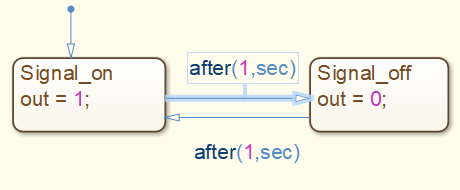 Signal_on
out = 1;
after(1,sec)
Signal_off
out = 0;
after(1,sec)